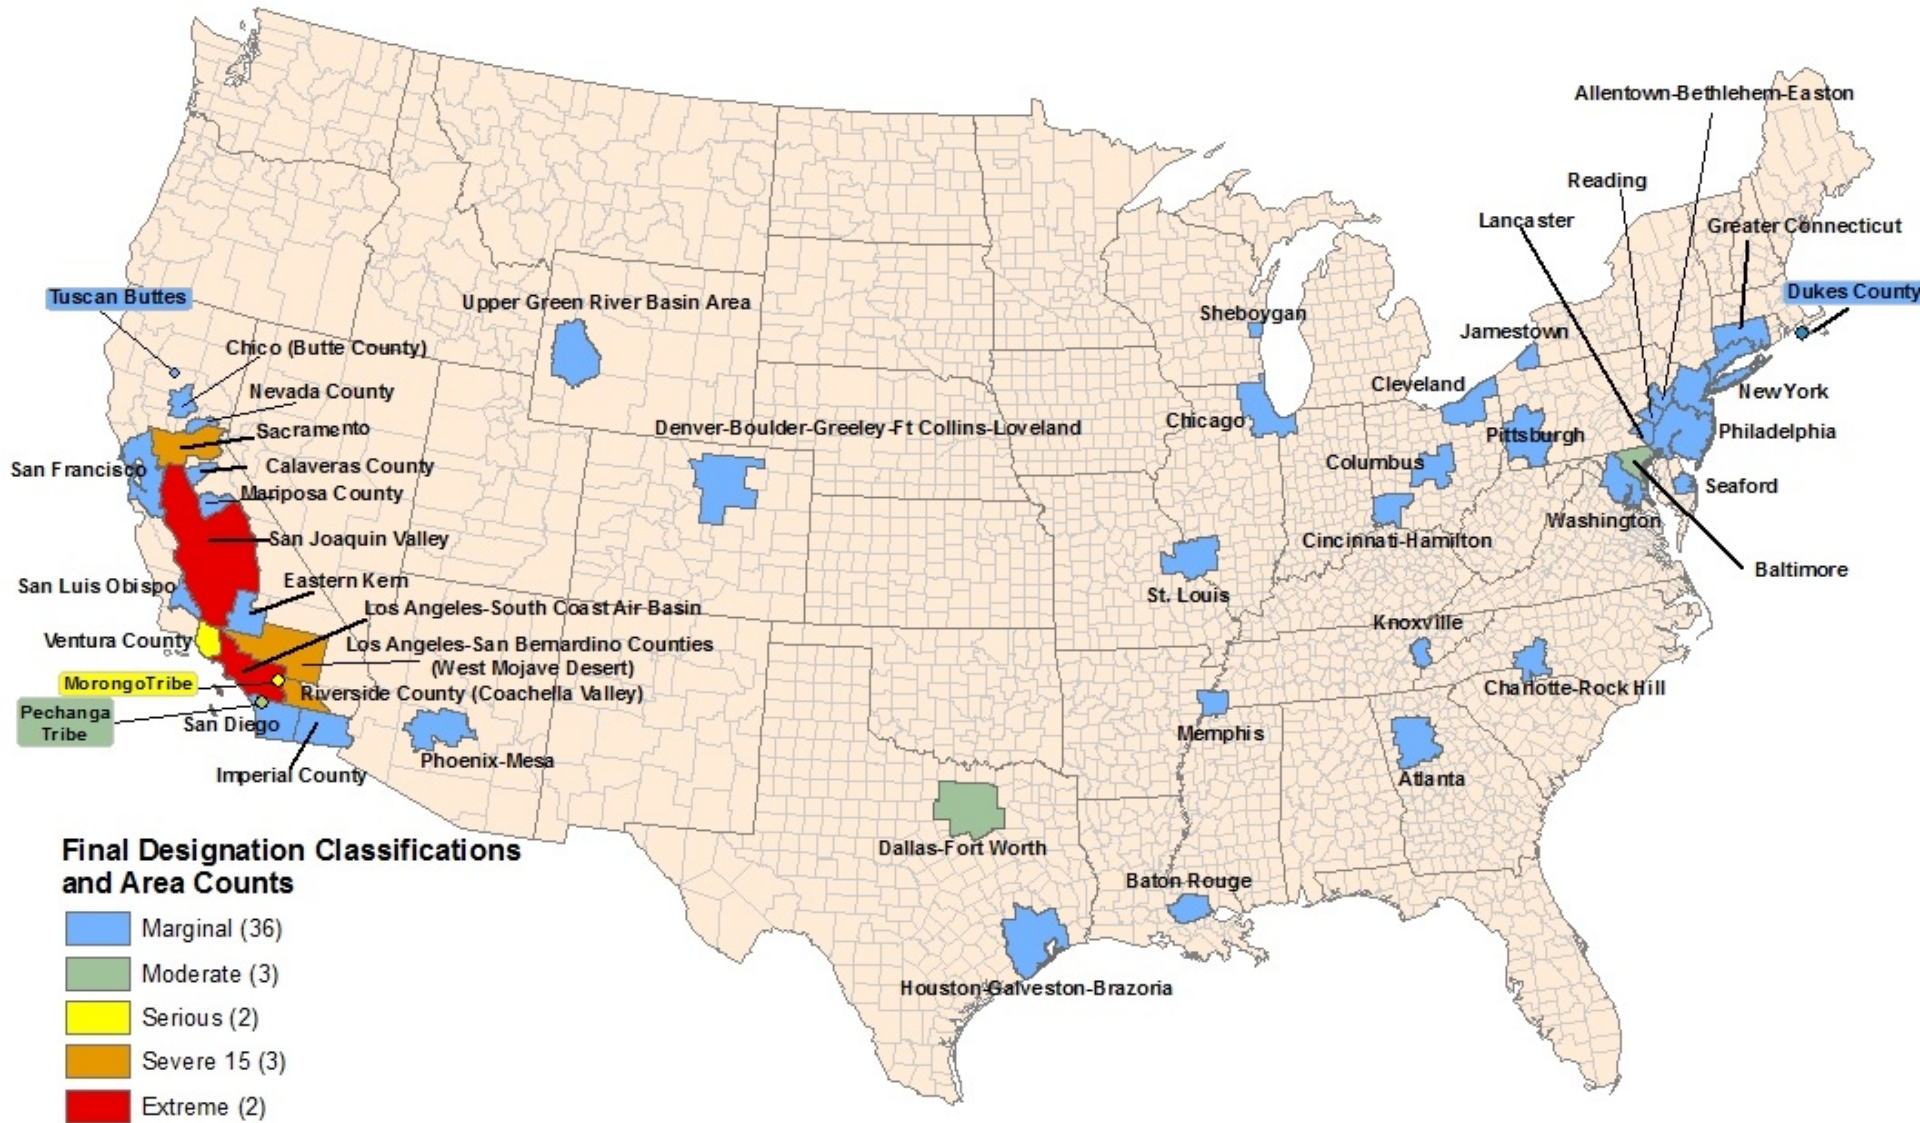 Allentown-Bethlehem-Easton
Reading
Lancaster
Greater Connecticut
Dukes County
Tuscan Buttes
Upper Green River Basin Area
Sheboygan
Jamestown
Chico (Butte County)
Nevada County
Cleveland
New York
Sacramento
Denver-Boulder-Greeley-Ft Collins-Loveland
Chicago
Pittsburgh
Philadelphia
San Francisco
Calaveras County
Columbus
Mariposa County
Seaford
Washington
San Joaquin Valley
Cincinnati-Hamilton
Baltimore
San Luis Obispo
Eastern Kern
St. Louis
Los Angeles-South Coast Air Basin
Knoxville
Ventura County
Los Angeles-San Bernardino Counties
(West Mojave Desert)
MorongoTribe
Riverside County (Coachella Valley)
Charlotte-Rock Hill
Pechanga
Tribe
San Diego
Memphis
Phoenix-Mesa
Imperial County
Atlanta
Dallas-Fort Worth
Baton Rouge
Houston-Galveston-Brazoria
Final Designation Classifications
and Area Counts
Marginal (36)
Moderate (3)
Serious (2)
Severe 15 (3)
Extreme (2)